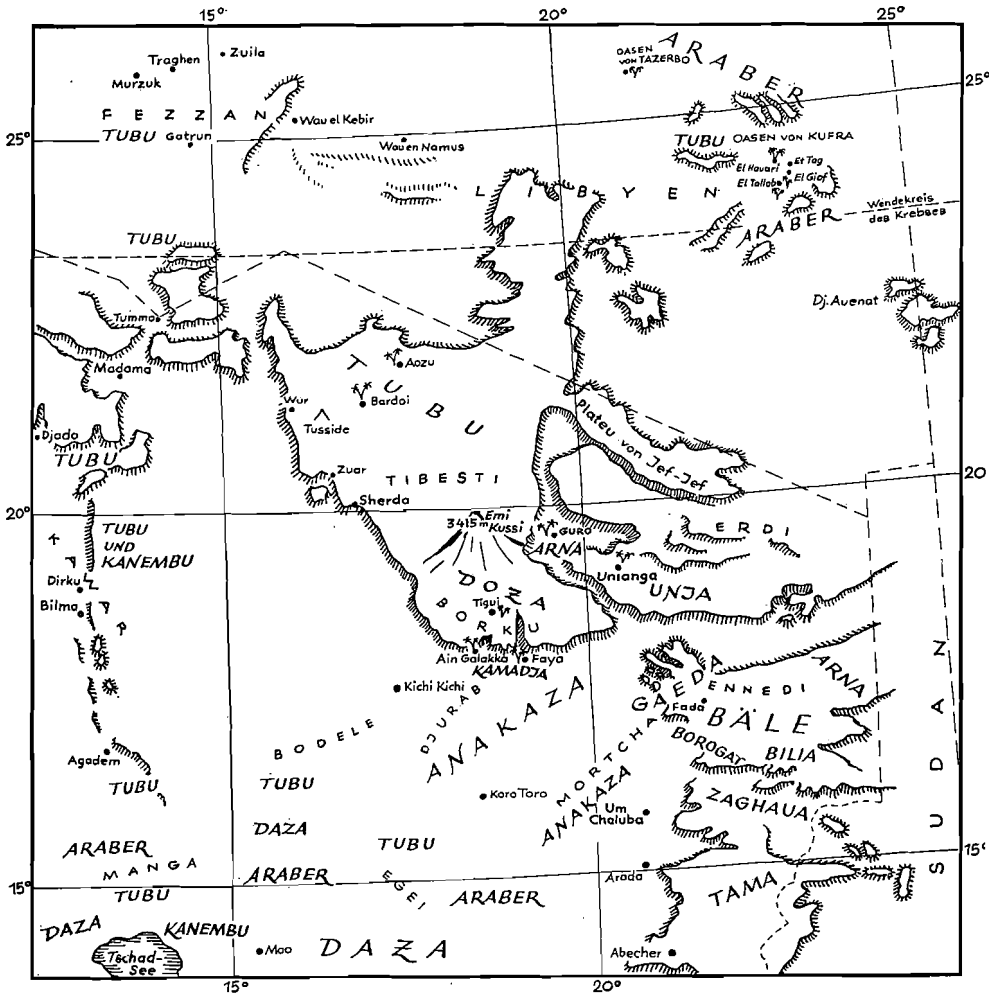 15°
20°
25°
Zuila
Traghen
Murzuk
FEZZAN
TUBU Gatrun
Wau el Kebir
Wau en Namus
OASEN
VON TAZERBO
ARABER
25°
25°
TUBU OASEN VON KUFRA
El Hauari
Et Tag
El Tallab
El Giof
LIBYEN
Wendekreis
des Krebses
ARABER
TUBU
Dj. Auenat
Tummo
Madama
Aozu
TUBU
Bardoi
Wur
Tusside
Djado
TUBU
Zuar
TIBESTI
Sherda
Plateu von Jef-Jef
20°
20°
Emi
Kussi
3415 m
GURO
ARNA
ERDI
TUBU
UND
KANEMBU
KAUAR
Dirku
Bilma
Unianga
UNJA
DOZA
Tigui
BORKU
Ain Galakka
Faya
KAMADJA
Kichi Kichi
DJURAB
ANAKAZA
BODELE
GAEDA
ENNEDI
ARNA
Fada
BÄLE
BOROGAT
BILIA
MORTCHA
ANAKAZA
Agadem
TUBU
TUBU
Koro Toro
Um
Chaluba
ZAGHAUA
SUDAN
DAZA
TUBU
ARABER
MANGA
TUBU
ARABER
EGEI
ARABER
Arada
TAMA
15°
15°
DAZA
KANEMBU
Tschad-
See
Mao
DAZA
Abecher
15°
20°